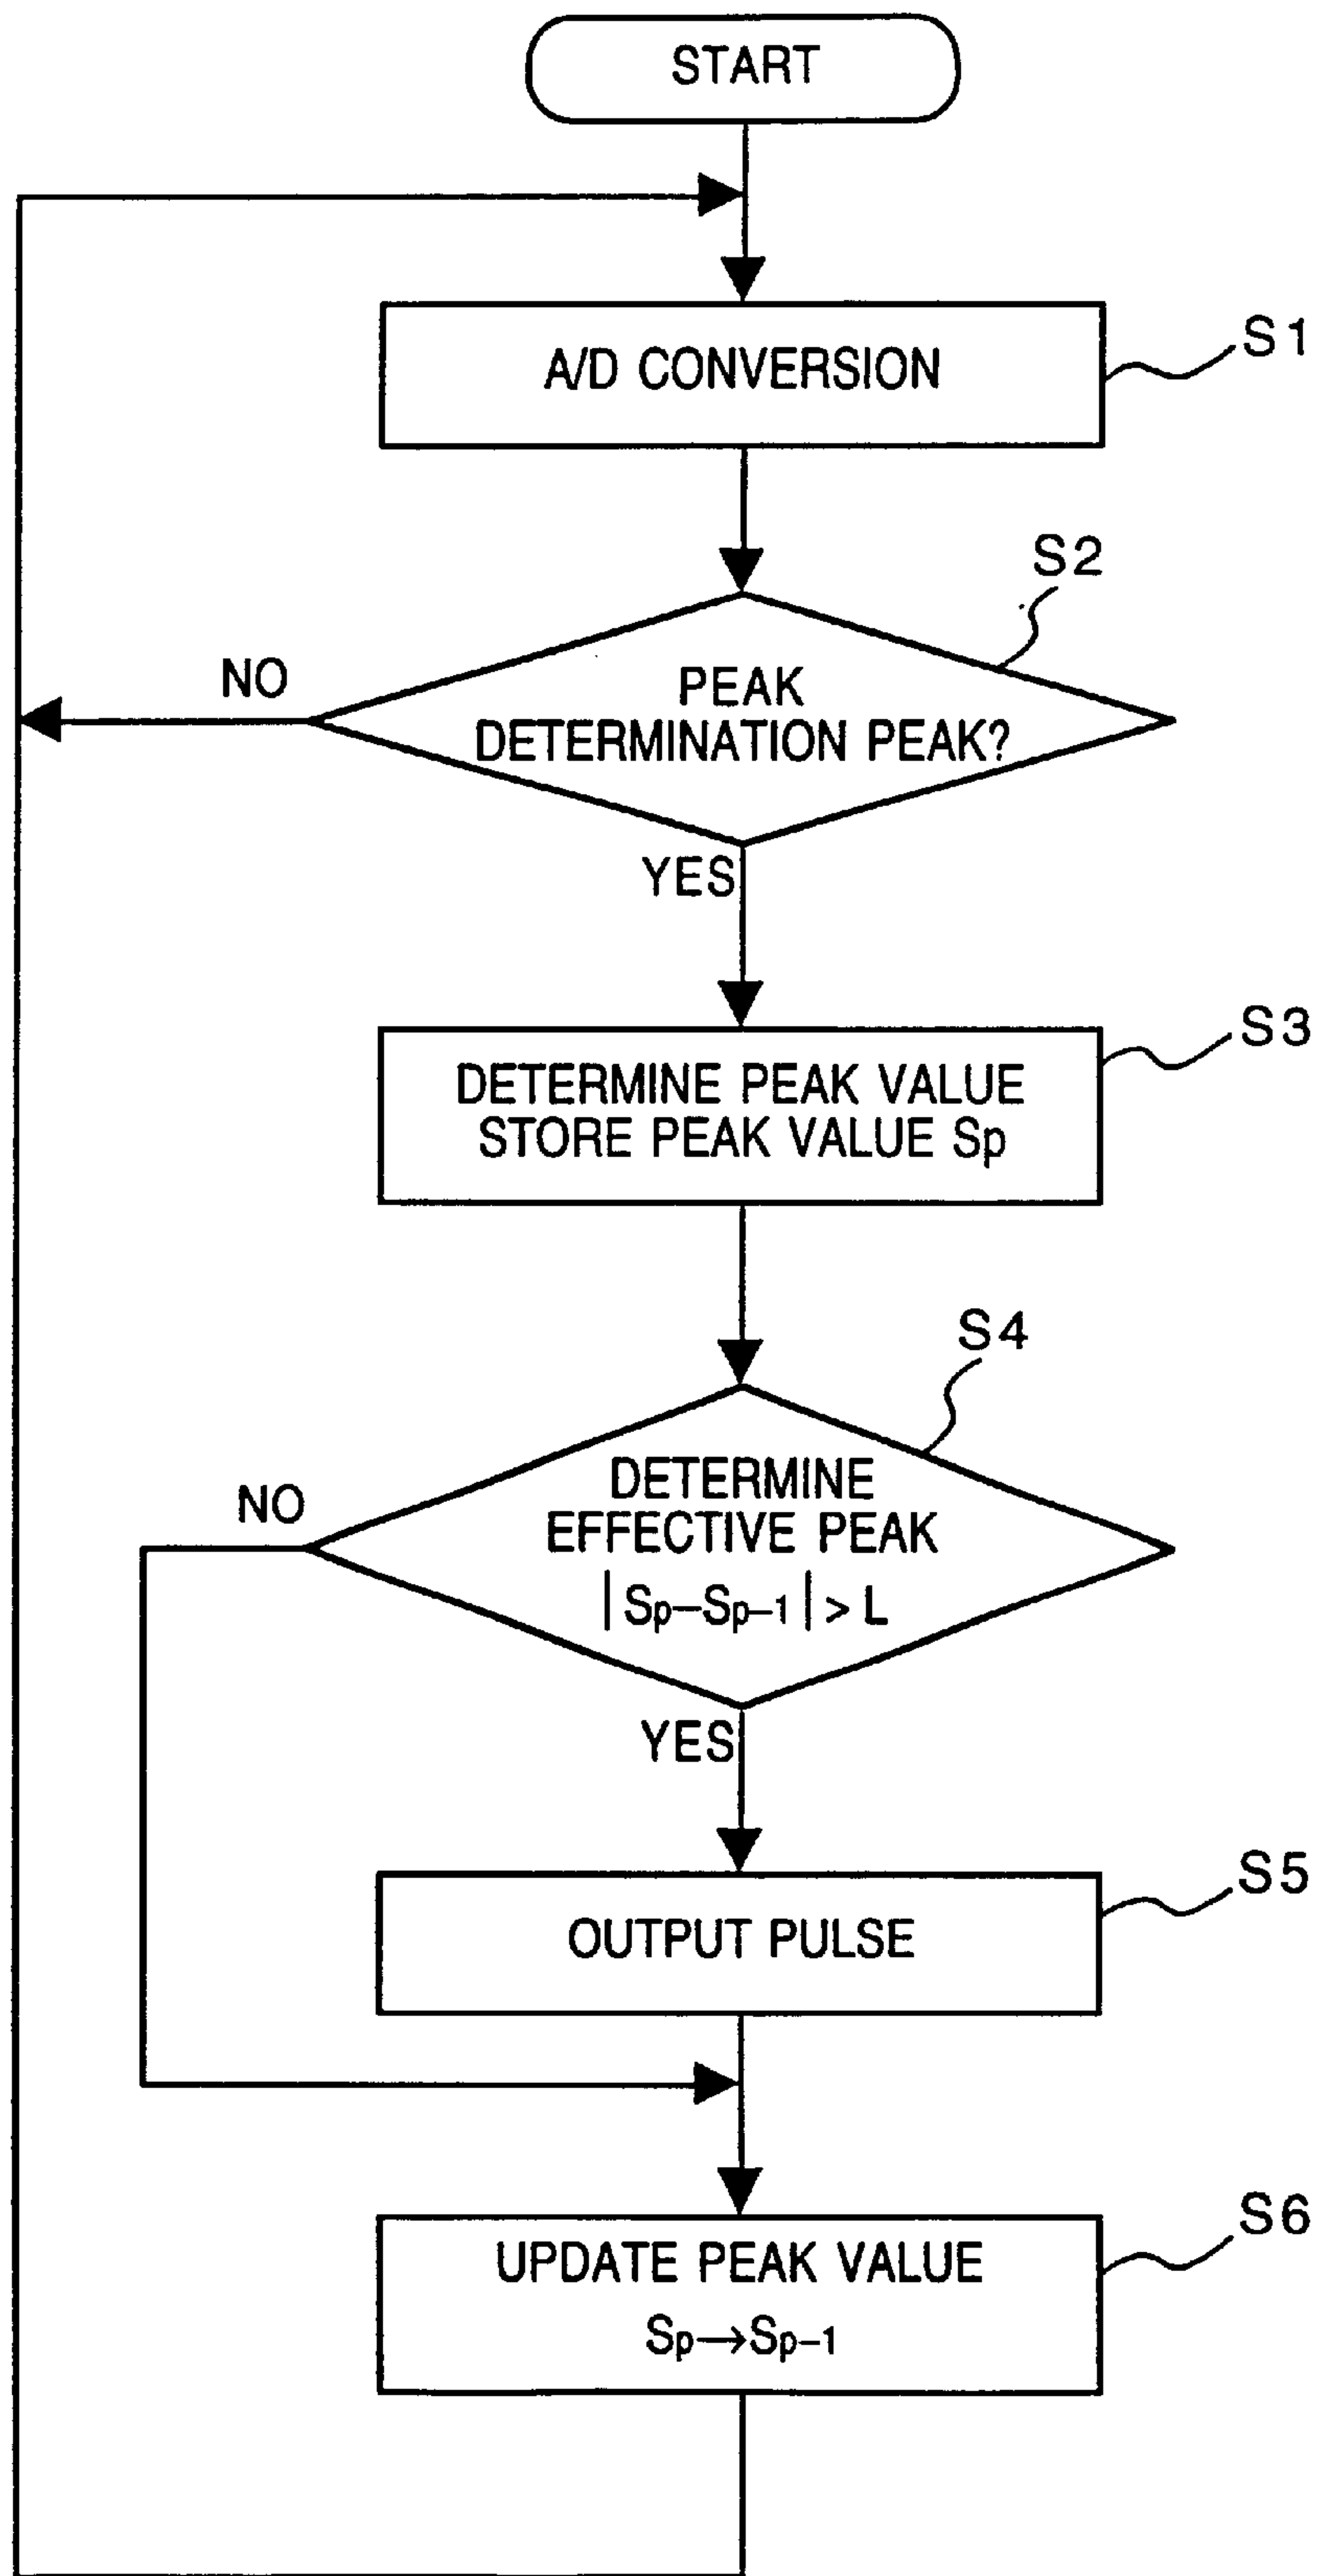 START
A/D CONVERSION
S1
S2
NO
PEAK
DETERMINATION PEAK?
YES
S3
DETERMINE PEAK VALUE
STORE PEAK VALUE Sp
S4
NO
DETERMINE
EFFECTIVE PEAK
|Sp–Sp–1| > L
YES
S5
OUTPUT PULSE
S6
UPDATE PEAK VALUE
Sp→Sp–1